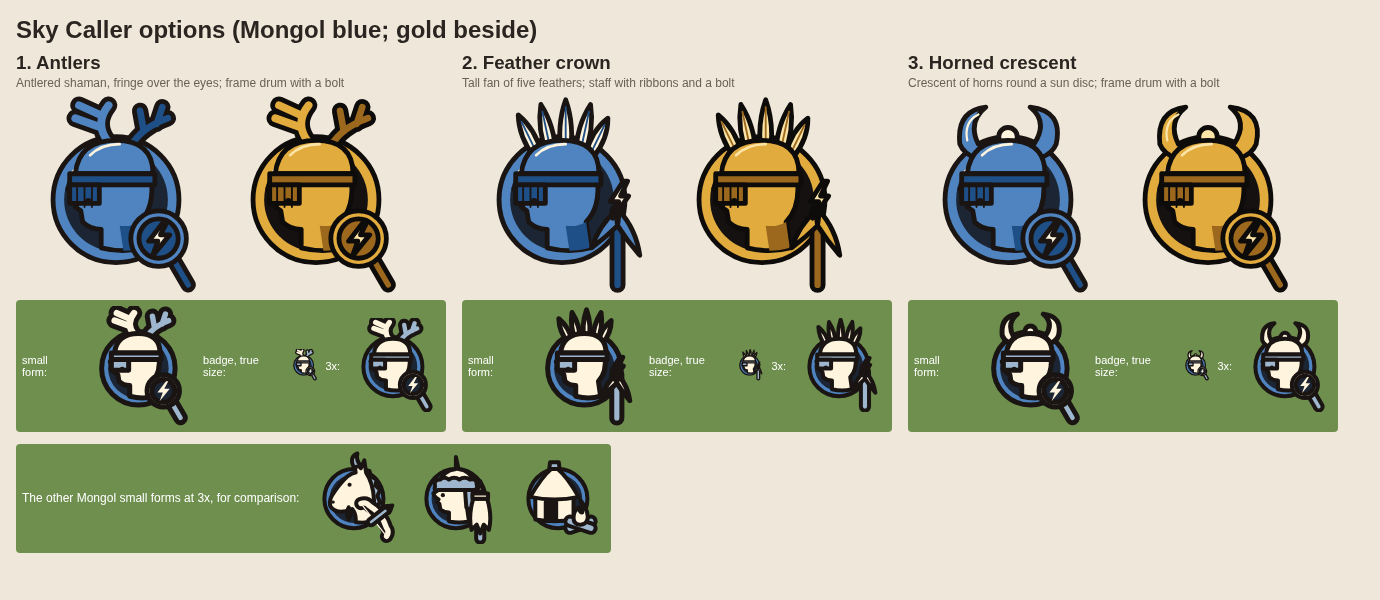 Sky Caller options (Mongol blue; gold beside)
1. Antlers
Antlered shaman, fringe over the eyes; frame drum with a bolt
2. Feather crown
Tall fan of five feathers; staff with ribbons and a bolt
3. Horned crescent
Crescent of horns round a sun disc; frame drum with a bolt
small
form:
badge, true
size:
3x:
small
form:
badge, true
size:
3x:
small
form:
badge, true
size:
3x:
The other Mongol small forms at 3x, for comparison: